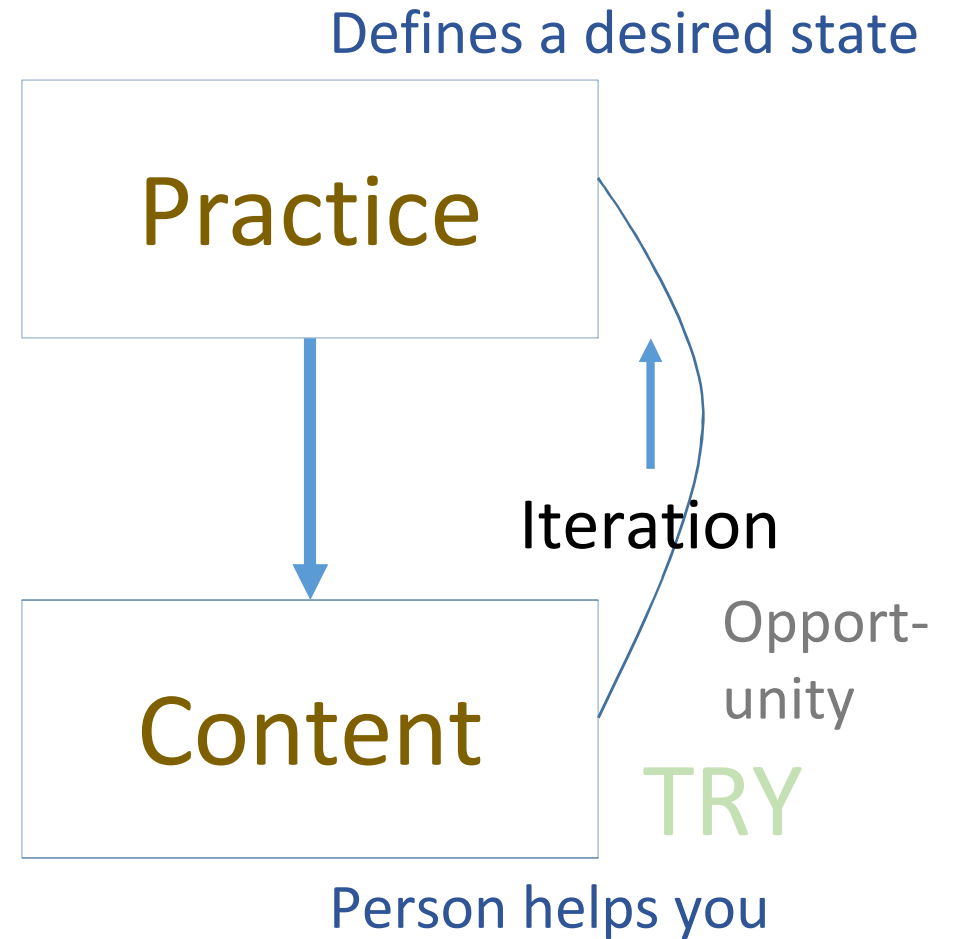 Defines a desired state
Practice
Iteration
Opport-
unity
Content
TRY
Person helps you